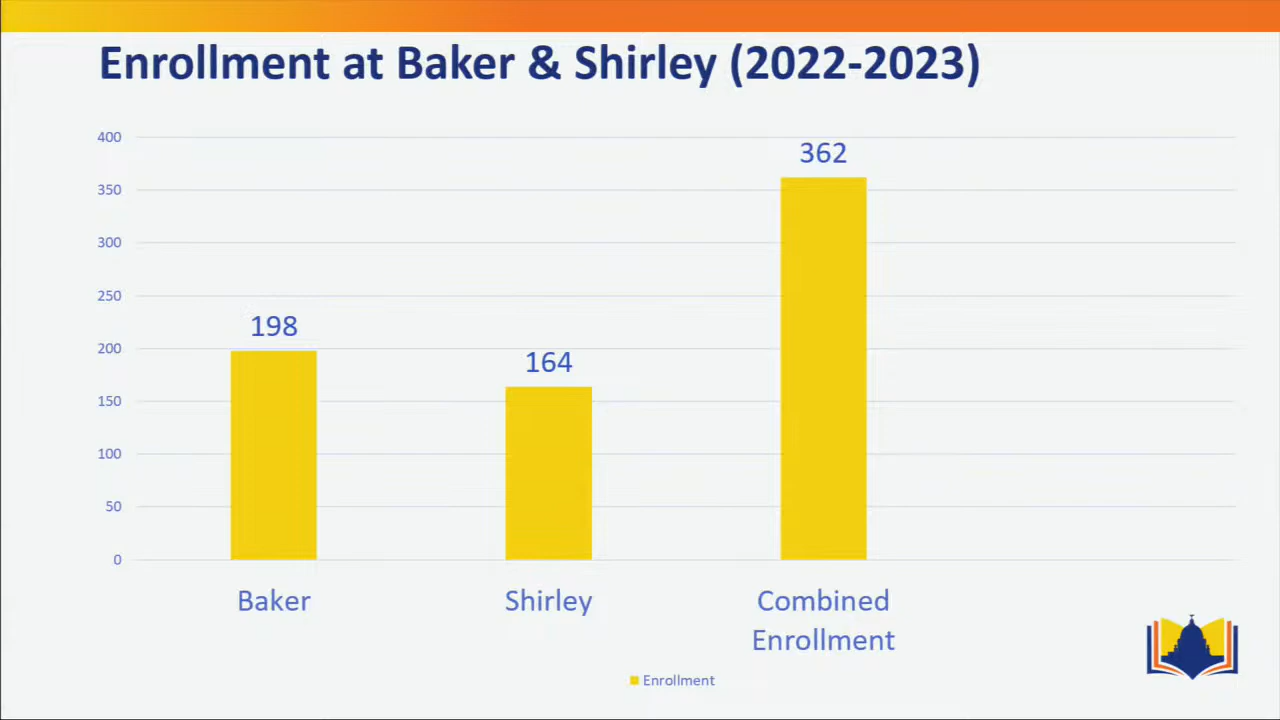 Enrollment at Baker & Shirley (2022-2023)
400
362
350
300
250
198
200
164
150
100
50
0
Baker
Shirley
Combined
Enrollment
Enrollment